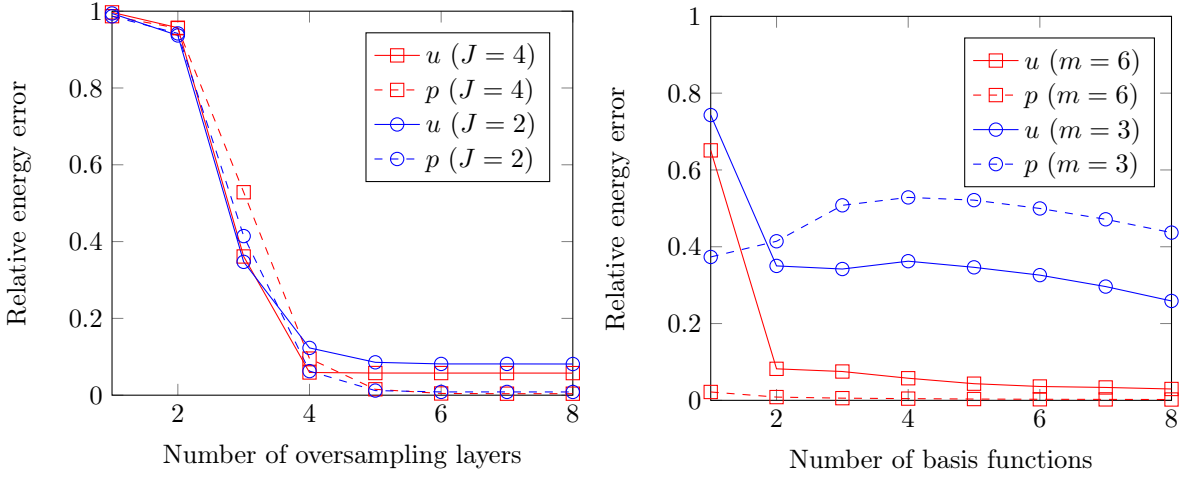 Relative energy error
1
0.8
0.6
0.4
0.2
0
2
4
6
8
Number of oversampling layers
u (J = 4)
p (J = 4)
u (J = 2)
p (J = 2)
Relative energy error
1
0.8
0.6
0.4
0.2
0
2
4
6
8
Number of basis functions
u (m = 6)
p (m = 6)
u (m = 3)
p (m = 3)